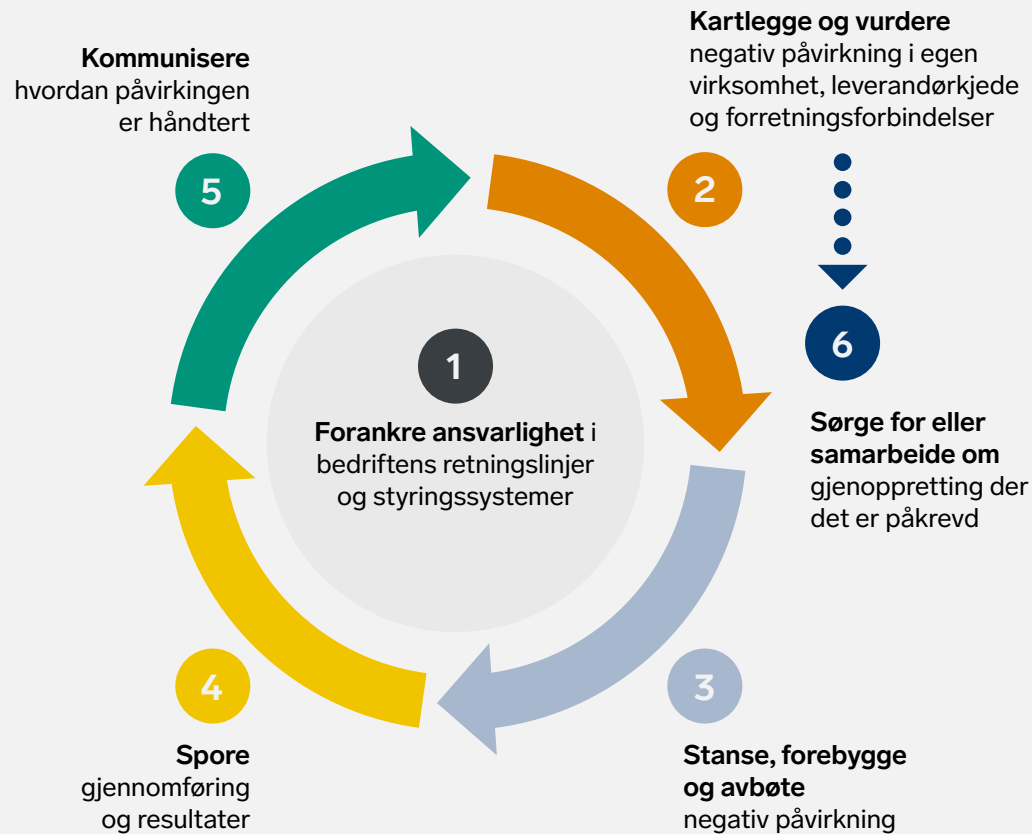 Kommunisere
hvordan påvirkingen
er håndtert
5
Kartlegge og vurdere
negativ påvirkning i egen
virksomhet, leverandørkjede
og forretningsforbindelser
2
1
Forankre ansvarlighet i
bedriftens retningslinjer
og styringssystemer
6
Sørge for eller
samarbeide om
gjenoppretting der
det er påkrevd
4
Spore
gjennomføring
og resultater
3
Stanse, forebygge
og avbøte
negativ påvirkning